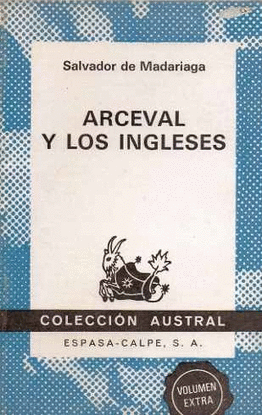 Salvador de Madariaga
ARCEVAL
Y LOS INGLESES
COLECCIÓN AUSTRAL
ESPASA-CALPE, S. A.
VOLUMEN
EXTRA